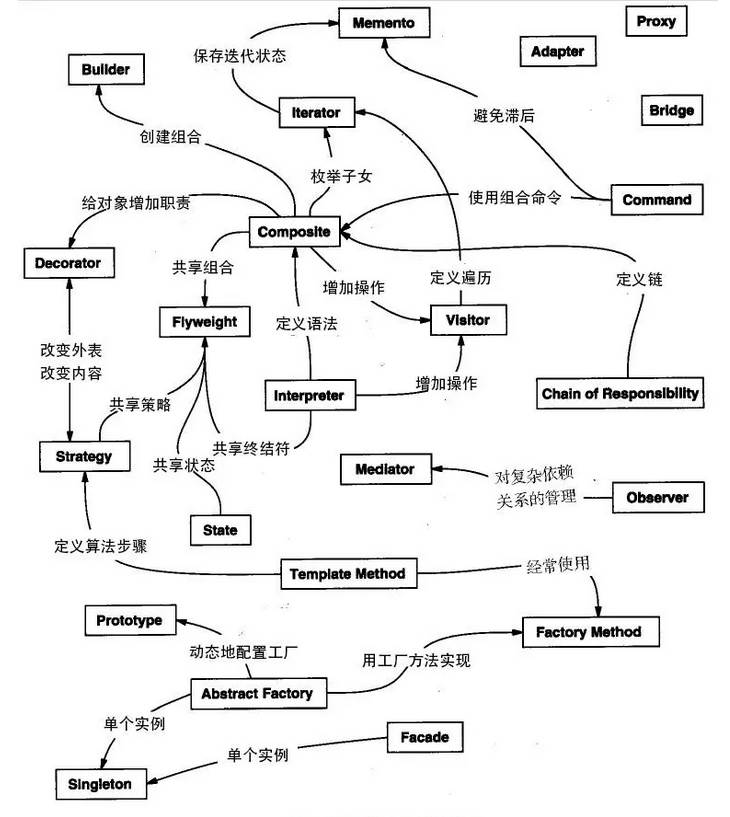 Memento
Proxy
Adapter
保存迭代状态
Builder
Iterator
Bridge
避免滞后
创建组合
枚举子女
使用组合命令
Command
给对象增加职责
Composite
Decorator
共享组合
增加操作
定义遍历
定义链
Flyweight
定义语法
Visitor
改变外表
改变内容
增加操作
Interpreter
Chain of Responsibility
共享策略
共享终结符
Strategy
共享状态
Mediator
对复杂依赖
关系的管理
Observer
State
定义算法步骤
Template Method
经常使用
Prototype
Factory Method
动态地配置工厂
用工厂方法实现
Abstract Factory
单个实例
Facade
单个实例
Singleton